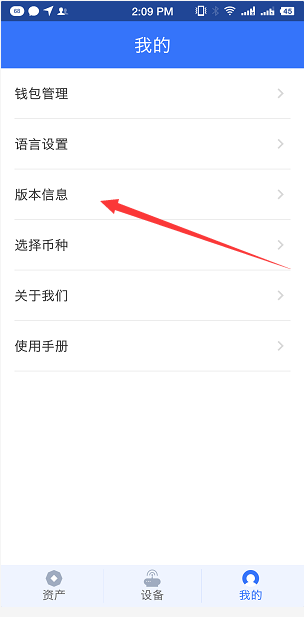 68
2:09 PM
45
我的
钱包管理
语言设置
版本信息
选择币种
关于我们
使用手册
资产
设备
我的